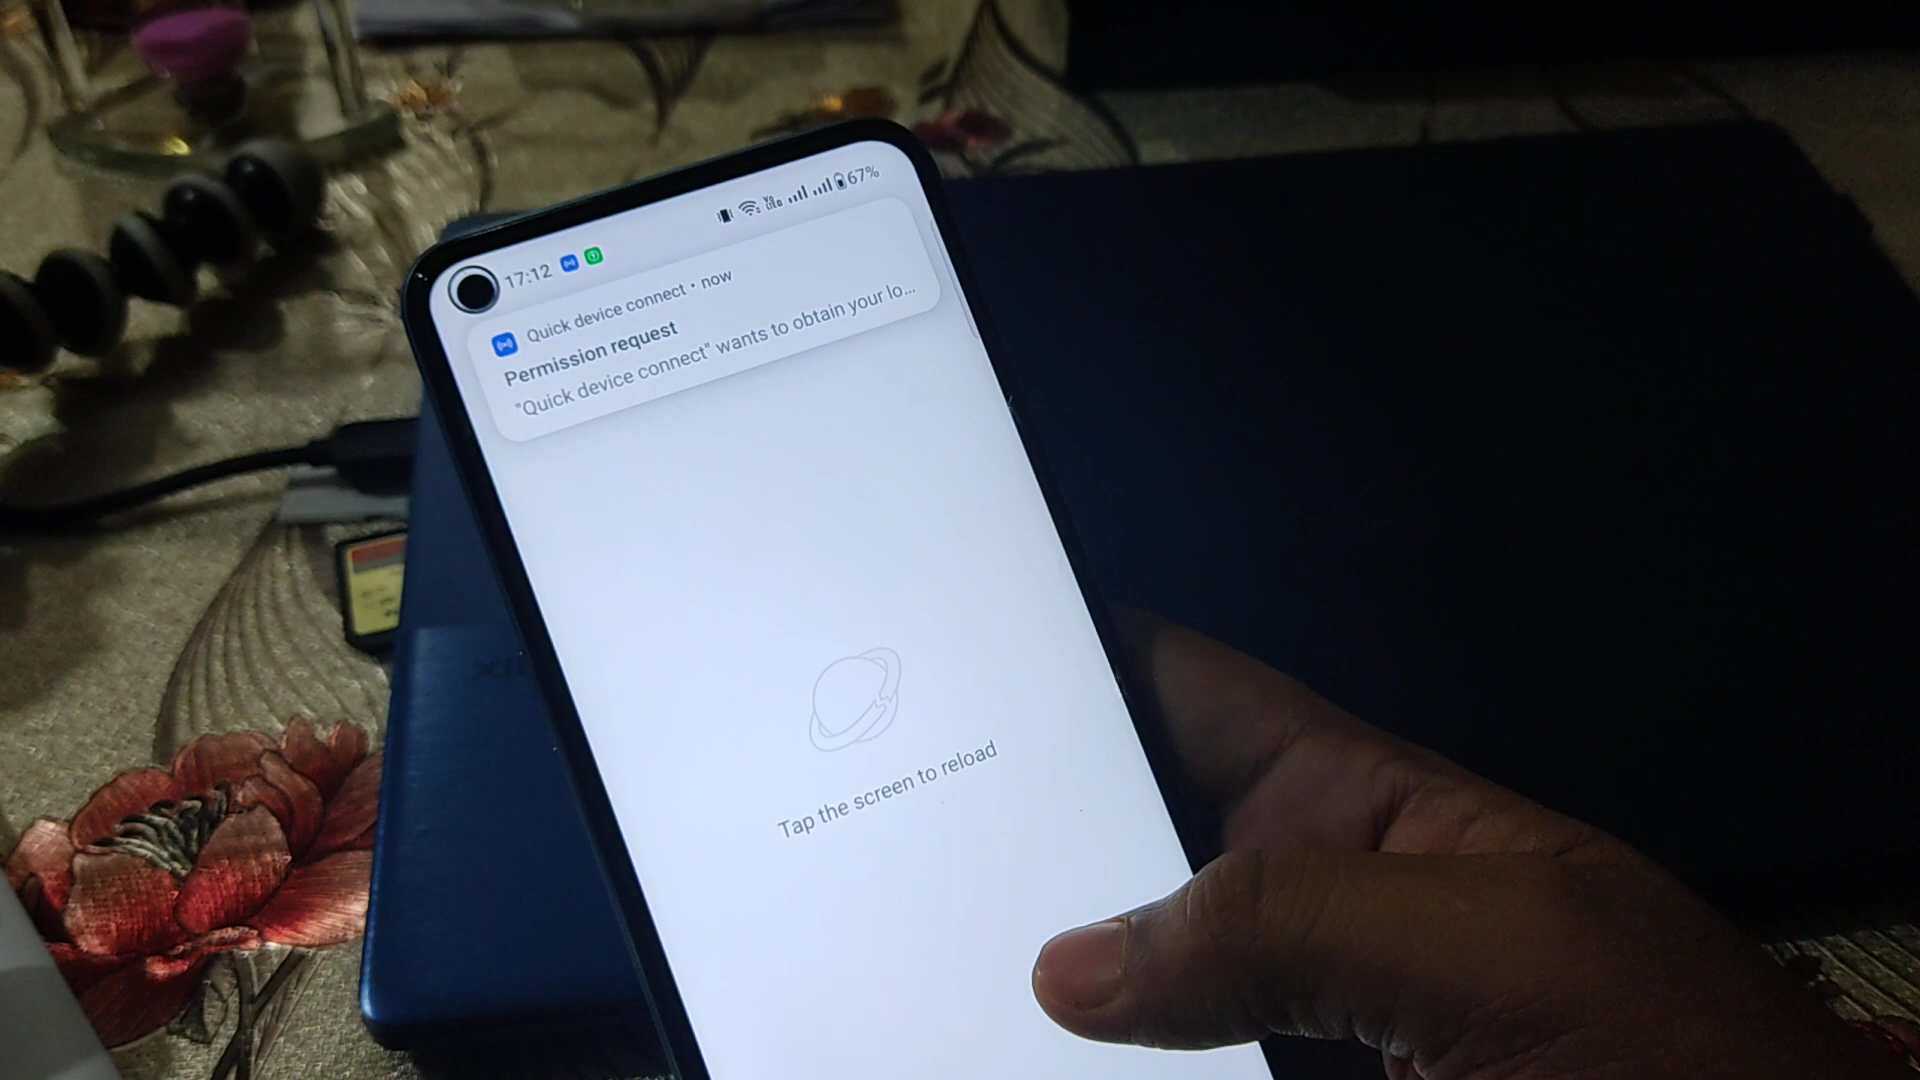 17:12
67%
Quick device connect • now
Permission request
"Quick device connect" wants to obtain your lo...
Tap the screen to reload